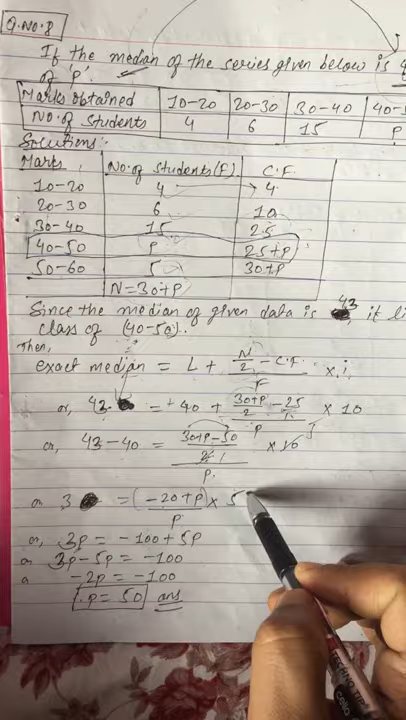 Q.NO.8
If the median of the series given below is
of 'P'.
Marks obtained 10-20 20-30 30-40 40-
No. of students 4 6 15 P
Solutions:
Marks No. of students (F) C.F.
10-20 4 4
20-30 6 10
30-40 15 25
40-50 P 25+P
50-60 5 30+P
N=30+P
Since the median of given data is 43 it li
class of (40-50).
Then,
exact median = L + N/2 - C.F. / F × i
or, 43 = 40 + 30+P/2 - 25/1 / P × 10
or, 43-40 = 30+P-50 / 2 / P × 10
or 3 = (-20+P) / P × 5
or, 3p = -100+5p
or 3p-5p = -100
or -2p = -100
∴ p = 50 ans